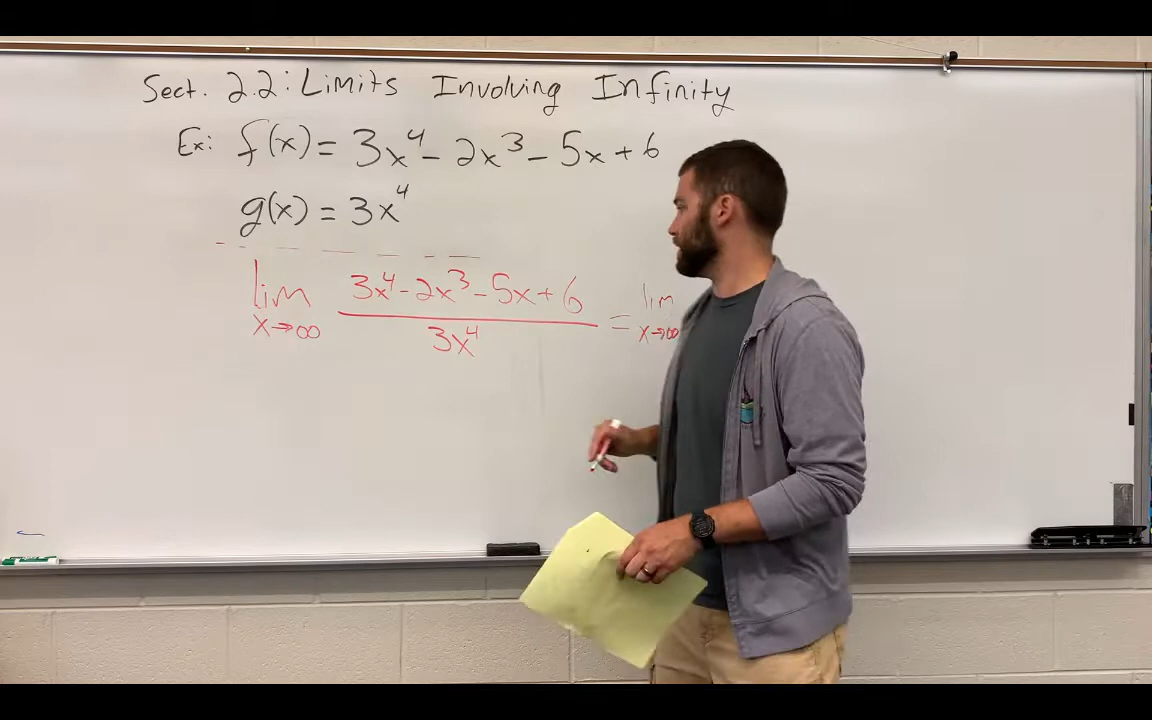 Sect. 2.2: Limits Involving Infinity
Ex: f(x) = 3x⁴ - 2x³ - 5x + 6
g(x) = 3x⁴
lim x→∞ (3x⁴ - 2x³ - 5x + 6) / (3x⁴) = lim x→∞